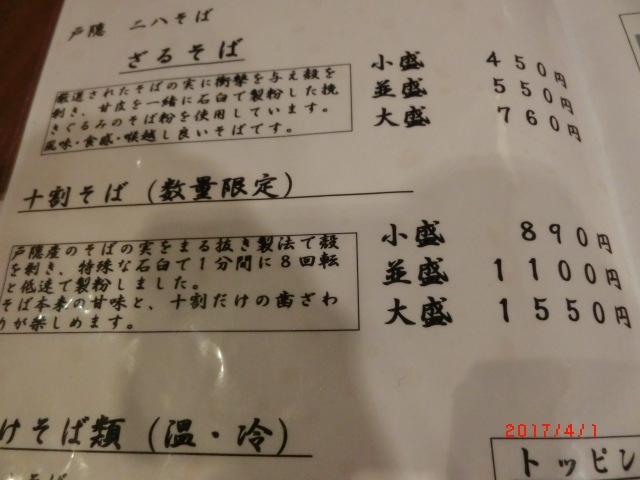 戸隠 二八そば
ざるそば
厳選されたそばの実に衝撃を与え殻を
剥き、甘皮を一緒に石臼で製粉した挽
きぐるみのそば粉を使用しています。
風味・食感・喉越し良いそばです。
小盛 450円
並盛 550円
大盛 760円
十割そば（数量限定）
戸隠産のそばの実をまる抜き製法で殻
を剥き、特殊な石臼で1分間に8回転
と低速で製粉しました。
そば本来の甘味と、十割だけの歯ざわ
りが楽しめます。
小盛 890円
並盛 1100円
大盛 1550円
けそば類（温・冷）
トッピン
2017/4/1